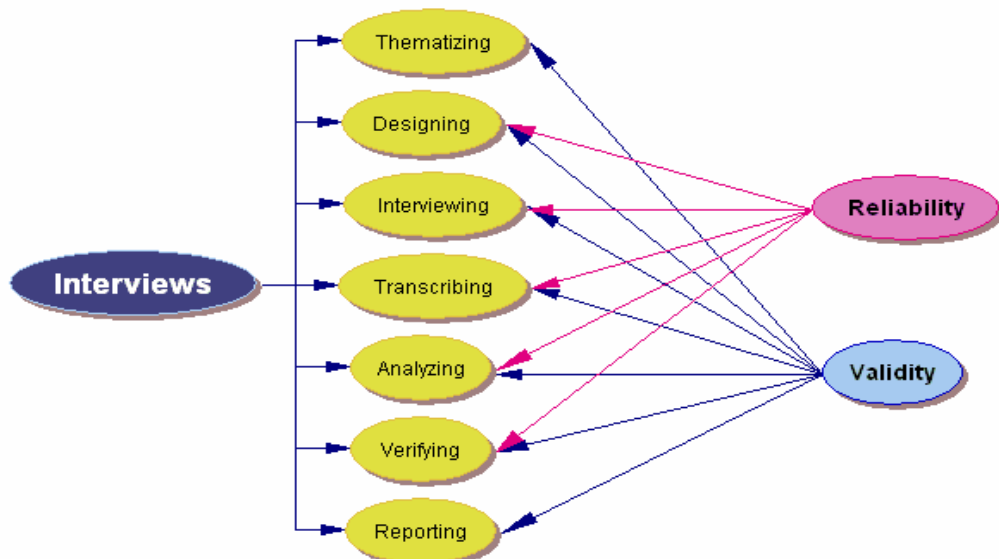 Thematizing
Designing
Interviewing
Reliability
Interviews
Transcribing
Analyzing
Validity
Verifying
Reporting